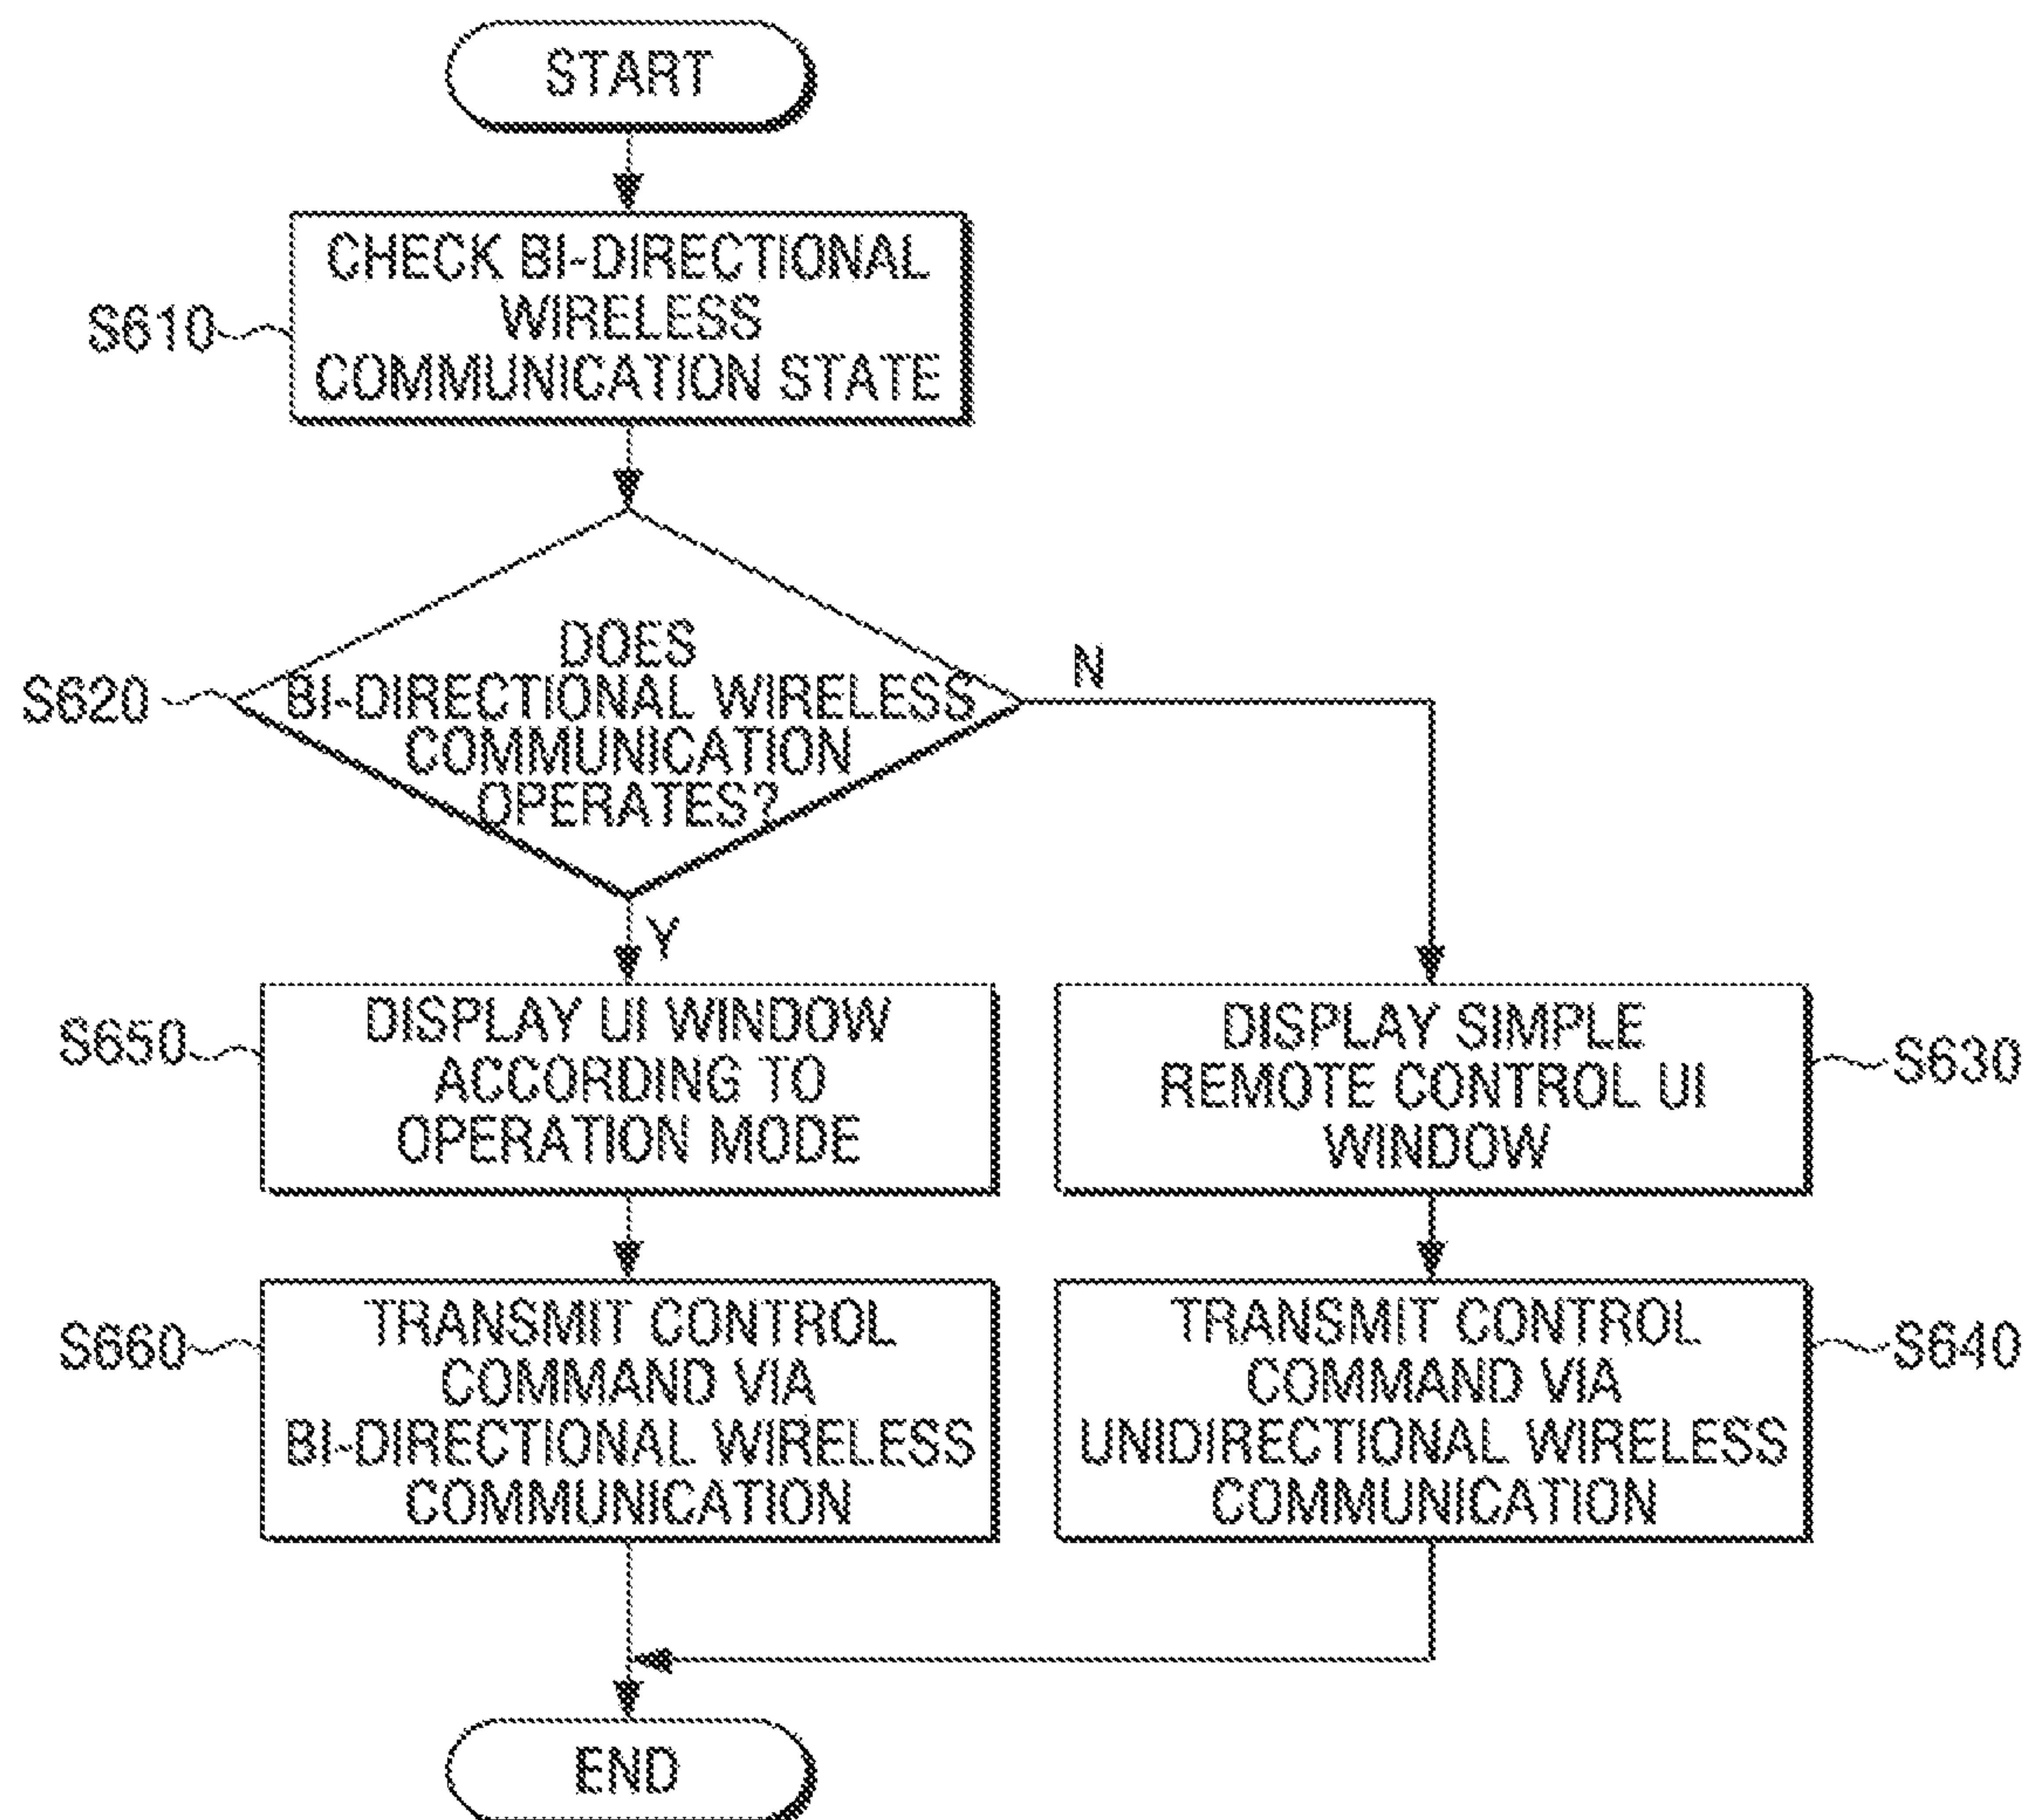 START
CHECK BI-DIRECTIONAL
WIRELESS
COMMUNICATION STATE
S610
DOES
BI-DIRECTIONAL WIRELESS
COMMUNICATION
OPERATES?
S620
N
Y
DISPLAY UI WINDOW
ACCORDING TO
OPERATION MODE
S650
DISPLAY SIMPLE
REMOTE CONTROL UI
WINDOW
S630
TRANSMIT CONTROL
COMMAND VIA
BI-DIRECTIONAL WIRELESS
COMMUNICATION
S660
TRANSMIT CONTROL
COMMAND VIA
UNIDIRECTIONAL WIRELESS
COMMUNICATION
S640
END